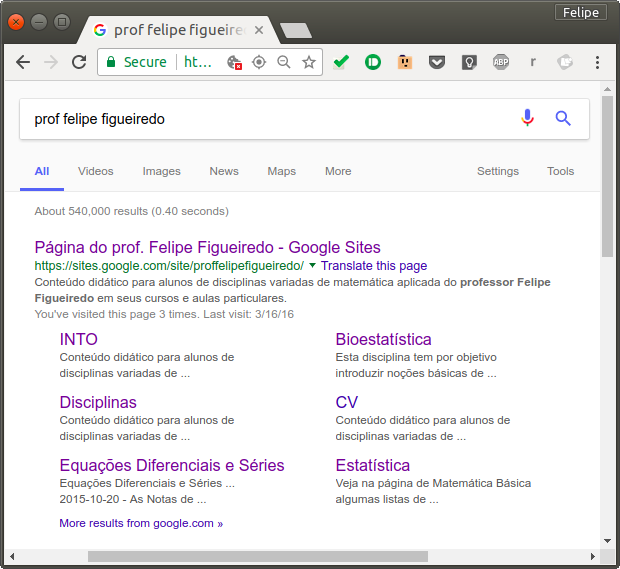 Felipe
prof felipe figueire
Secure
ht...
ABP
r
prof felipe figueiredo
All Videos Images News Maps More Settings Tools
About 540,000 results (0.40 seconds)
Página do prof. Felipe Figueiredo - Google Sites
https://sites.google.com/site/proffelipefigueiredo/ Translate this page
Conteúdo didático para alunos de disciplinas variadas de matemática aplicada do professor Felipe
Figueiredo em seus cursos e aulas particulares.
You've visited this page 3 times. Last visit: 3/16/16
INTO
Conteúdo didático para alunos de
disciplinas variadas de ...
Bioestatística
Esta disciplina tem por objetivo
introduzir noções básicas de ...
Disciplinas
Conteúdo didático para alunos de
disciplinas variadas de ...
CV
Conteúdo didático para alunos de
disciplinas variadas de ...
Equações Diferenciais e Séries
Equações Diferenciais e Séries ...
2015-10-20 - As Notas de ...
Estatística
Veja na página de Matemática Básica
algumas listas de ...
More results from google.com »